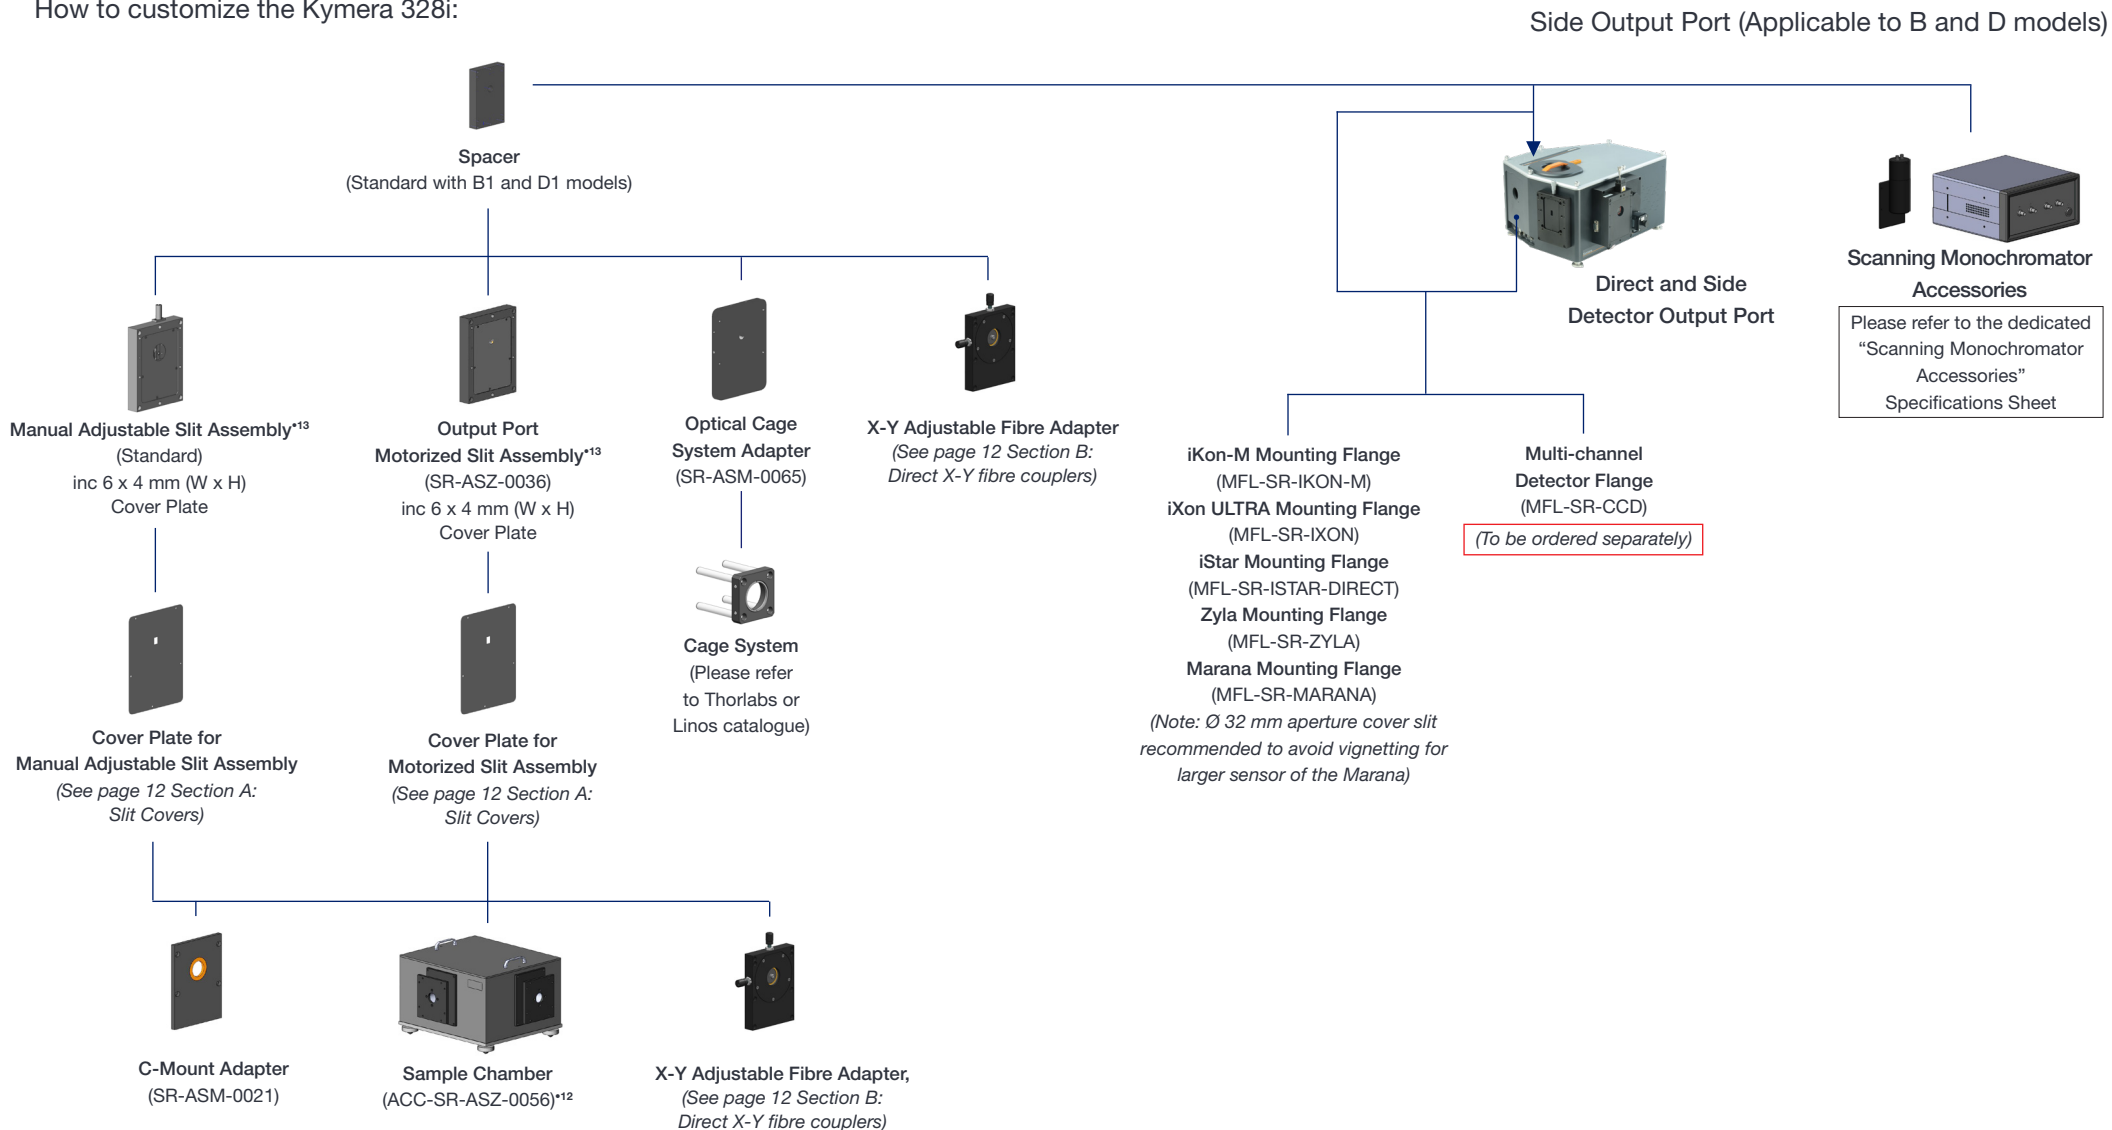 How to customize the Kymera 328i:
Side Output Port (Applicable to B and D models)
Spacer
(Standard with B1 and D1 models)
Manual Adjustable Slit Assembly•13
(Standard)
inc 6 x 4 mm (W x H)
Cover Plate
Output Port
Motorized Slit Assembly•13
(SR-ASZ-0036)
inc 6 x 4 mm (W x H)
Cover Plate
Optical Cage
System Adapter
(SR-ASM-0065)
X-Y Adjustable Fibre Adapter
(See page 12 Section B:
Direct X-Y fibre couplers)
Direct and Side
Detector Output Port
Scanning Monochromator
Accessories
Please refer to the dedicated
“Scanning Monochromator
Accessories”
Specifications Sheet
iKon-M Mounting Flange
(MFL-SR-IKON-M)
iXon ULTRA Mounting Flange
(MFL-SR-IXON)
iStar Mounting Flange
(MFL-SR-ISTAR-DIRECT)
Zyla Mounting Flange
(MFL-SR-ZYLA)
Marana Mounting Flange
(MFL-SR-MARANA)
(Note: Ø 32 mm aperture cover slit
recommended to avoid vignetting for
larger sensor of the Marana)
Multi-channel
Detector Flange
(MFL-SR-CCD)
(To be ordered separately)
Cage System
(Please refer
to Thorlabs or
Linos catalogue)
Cover Plate for
Manual Adjustable Slit Assembly
(See page 12 Section A:
Slit Covers)
Cover Plate for
Motorized Slit Assembly
(See page 12 Section A:
Slit Covers)
C-Mount Adapter
(SR-ASM-0021)
Sample Chamber
(ACC-SR-ASZ-0056)•12
X-Y Adjustable Fibre Adapter,
(See page 12 Section B:
Direct X-Y fibre couplers)